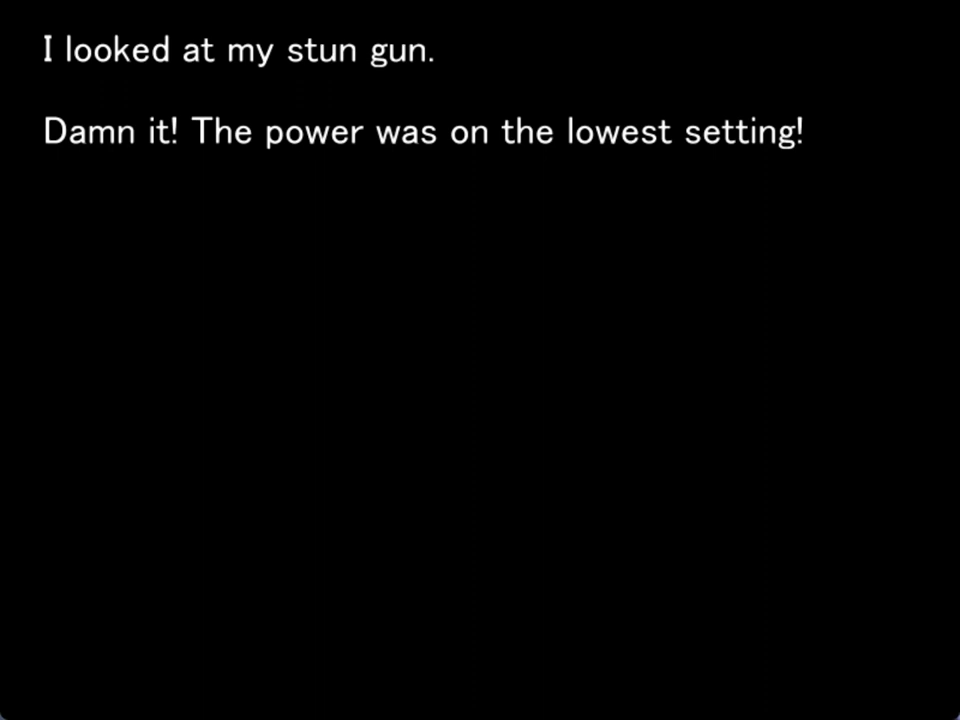 I looked at my stun gun.
Damn it! The power was on the lowest setting!